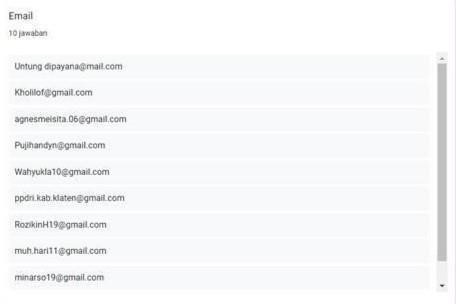 Email
10 jawaban
Untung dipayana@mail.com
Kholilof@gmail.com
agnesmeisita.06@gmail.com
Pujihandyn@gmail.com
Wahyukla10@gmail.com
ppdri.kab.klaten@gmail.com
RozikinH19@gmail.com
muh.hari11@gmail.com
minarso19@gmail.com